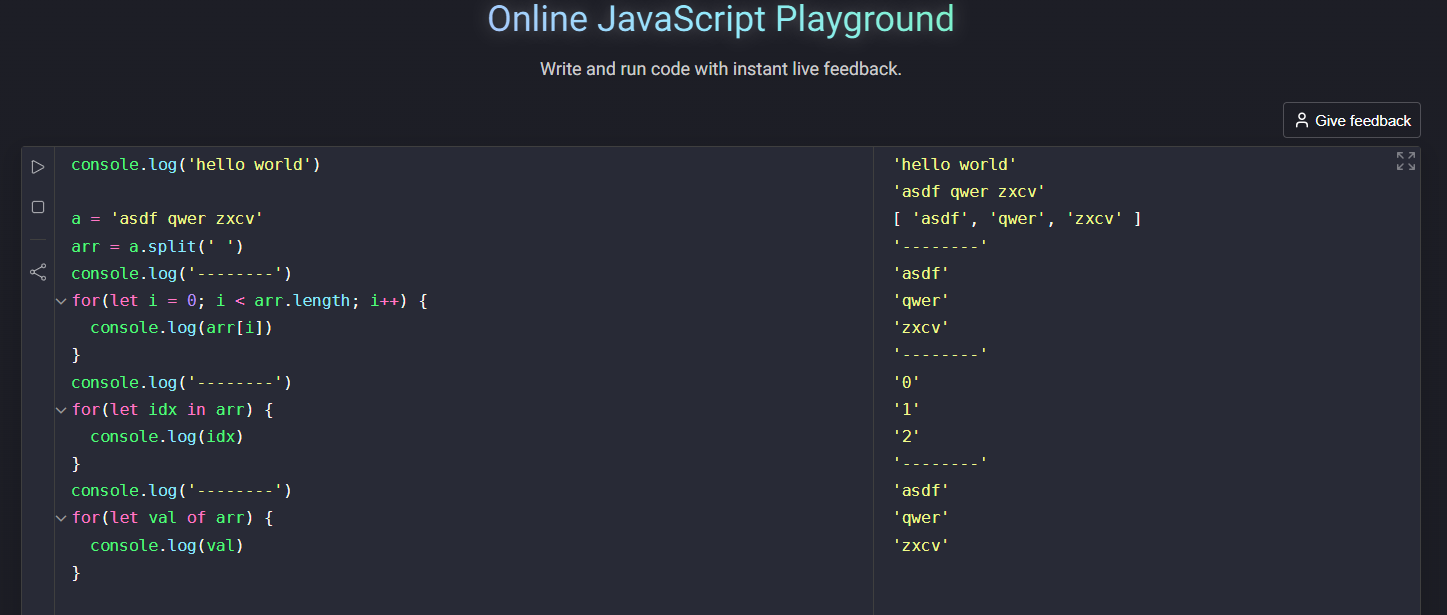 Online JavaScript Playground
Write and run code with instant live feedback.
Give feedback
console.log('hello world')
a = 'asdf qwer zxcv'
arr = a.split(' ')
console.log('--------')
for(let i = 0; i < arr.length; i++) {
  console.log(arr[i])
}
console.log('--------')
for(let idx in arr) {
  console.log(idx)
}
console.log('--------')
for(let val of arr) {
  console.log(val)
}
'hello world'
'asdf qwer zxcv'
[ 'asdf', 'qwer', 'zxcv' ]
'--------'
'asdf'
'qwer'
'zxcv'
'--------'
'0'
'1'
'2'
'--------'
'asdf'
'qwer'
'zxcv'